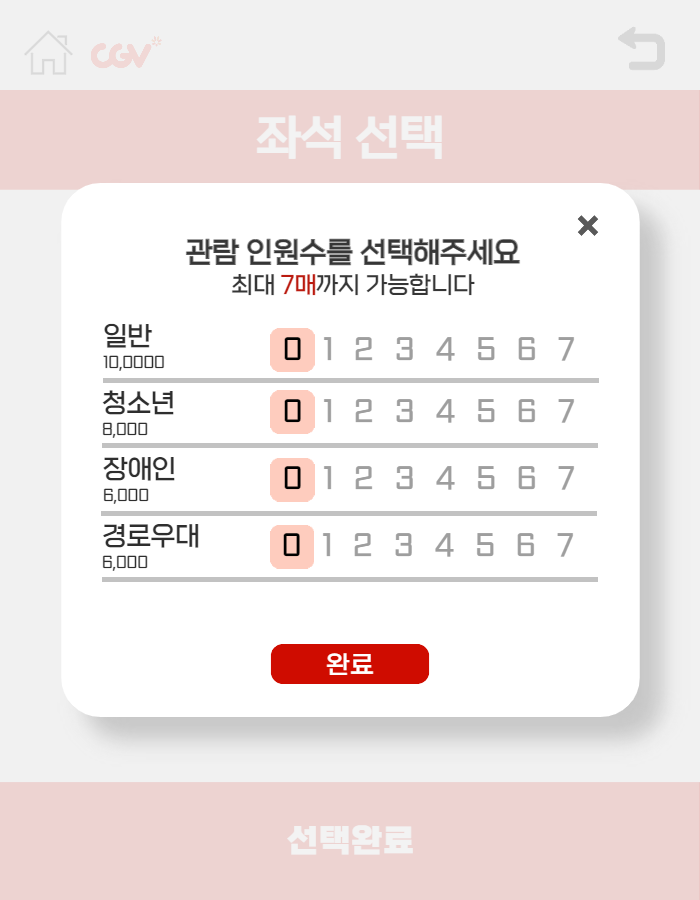 CGV
좌석 선택
관람 인원수를 선택해주세요
최대 7매까지 가능합니다
일반 0 1 2 3 4 5 6 7
10,0000
청소년 0 1 2 3 4 5 6 7
8,000
장애인 0 1 2 3 4 5 6 7
6,000
경로우대 0 1 2 3 4 5 6 7
6,000
완료
선택완료